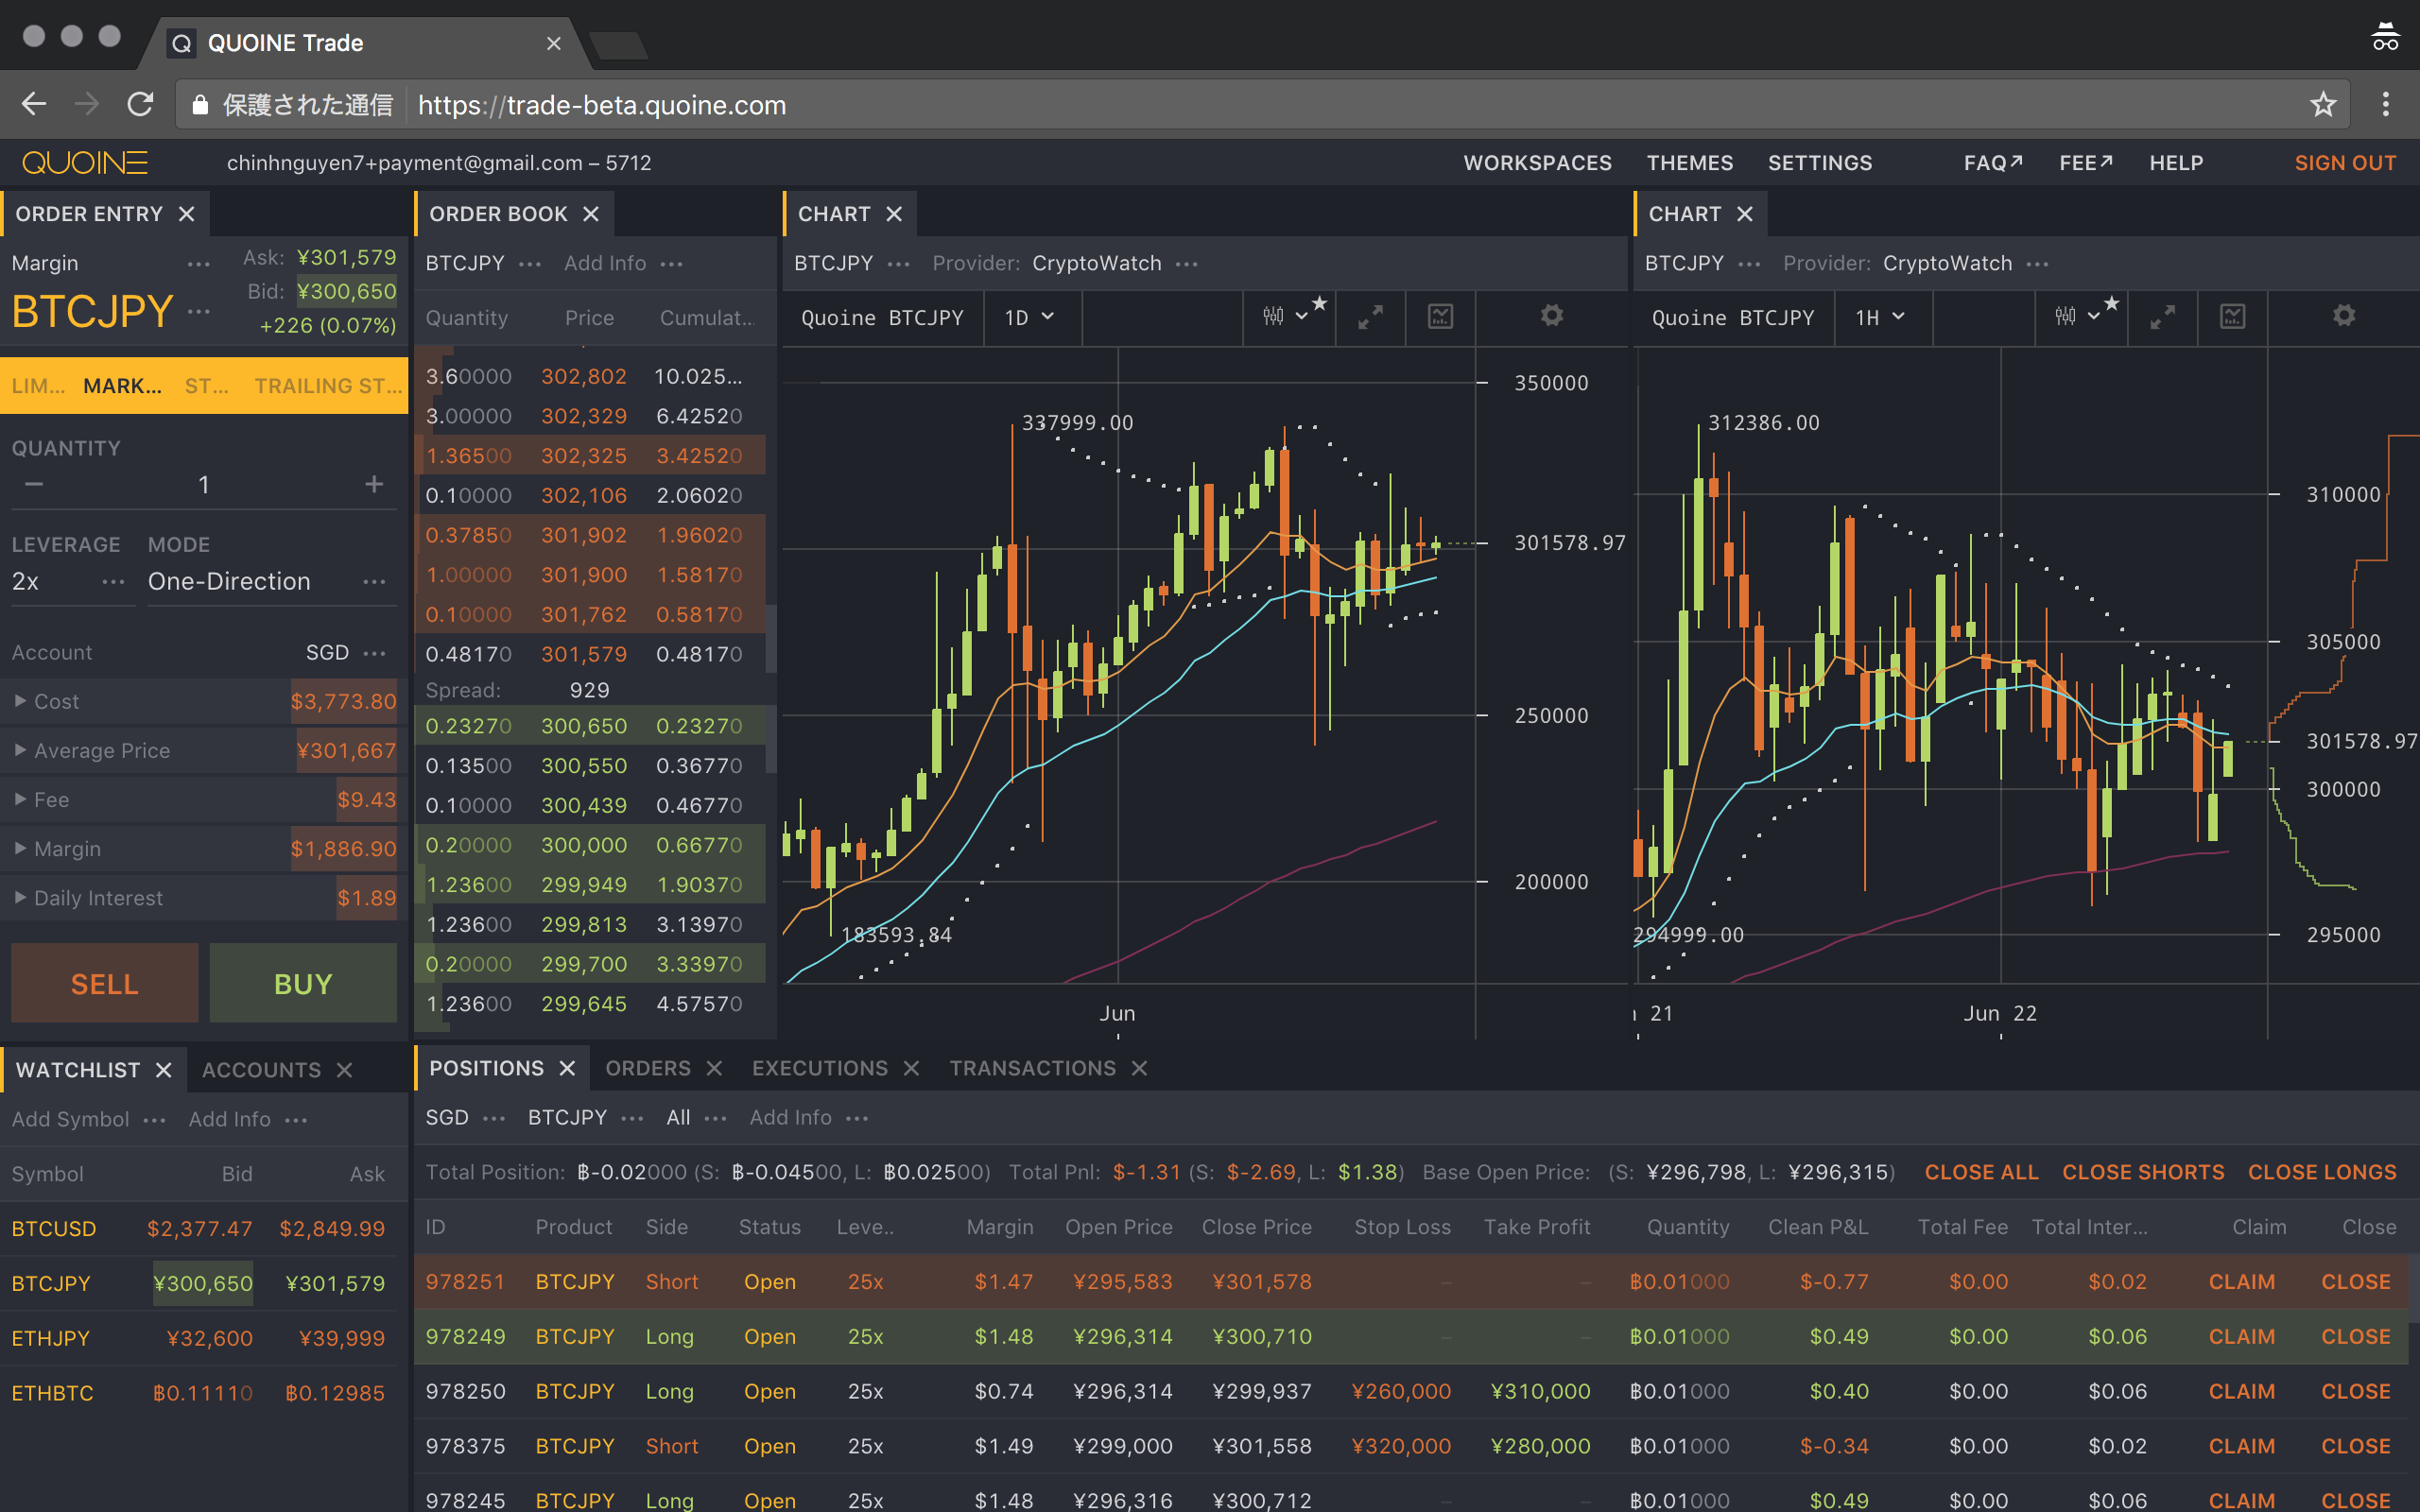 QUOINE Trade
保護された通信 https://trade-beta.quoine.com
QUOINE chinhnguyen7+payment@gmail.com – 5712 WORKSPACES THEMES SETTINGS FAQ FEE HELP SIGN OUT
ORDER ENTRY
Margin ··· Ask: ¥301,579
BTCJPY ··· Bid: ¥300,650
+226 (0.07%)
LIM... MARK... ST... TRAILING ST...
QUANTITY
− 1 +
LEVERAGE MODE
2x ··· One-Direction ···
Account SGD ···
Cost $3,773.80
Average Price ¥301,667
Fee $9.43
Margin $1,886.90
Daily Interest $1.89
SELL BUY
ORDER BOOK
BTCJPY ··· Add Info ···
Quantity Price Cumulat...
3.60000 302,802 10.025...
3.00000 302,329 6.42520
1.36500 302,325 3.42520
0.10000 302,106 2.06020
0.37850 301,902 1.96020
1.00000 301,900 1.58170
0.10000 301,762 0.58170
0.48170 301,579 0.48170
Spread: 929
0.23270 300,650 0.23270
0.13500 300,550 0.36770
0.10000 300,439 0.46770
0.20000 300,000 0.66770
1.23600 299,949 1.90370
1.23600 299,813 3.13970
0.20000 299,700 3.33970
1.23600 299,645 4.57570
CHART
BTCJPY ··· Provider: CryptoWatch ···
Quoine BTCJPY 1D
350000
337999.00
301578.97
250000
200000
183593.84
Jun
CHART
BTCJPY ··· Provider: CryptoWatch ···
Quoine BTCJPY 1H
312386.00
310000
305000
301578.97
300000
294999.00
295000
21 Jun 22
WATCHLIST ACCOUNTS
Add Symbol ··· Add Info ···
Symbol Bid Ask
BTCUSD $2,377.47 $2,849.99
BTCJPY ¥300,650 ¥301,579
ETHJPY ¥32,600 ¥39,999
ETHBTC ฿0.11110 ฿0.12985
POSITIONS ORDERS EXECUTIONS TRANSACTIONS
SGD ··· BTCJPY ··· All ··· Add Info ···
Total Position: ฿-0.02000 (S: ฿-0.04500, L: ฿0.02500) Total Pnl: $-1.31 (S: $-2.69, L: $1.38) Base Open Price: (S: ¥296,798, L: ¥296,315) CLOSE ALL CLOSE SHORTS CLOSE LONGS
ID Product Side Status Leve.. Margin Open Price Close Price Stop Loss Take Profit Quantity Clean P&L Total Fee Total Inter... Claim Close
978251 BTCJPY Short Open 25x $1.47 ¥295,583 ¥301,578 – – ฿0.01000 $-0.77 $0.00 $0.02 CLAIM CLOSE
978249 BTCJPY Long Open 25x $1.48 ¥296,314 ¥300,710 – – ฿0.01000 $0.49 $0.00 $0.06 CLAIM CLOSE
978250 BTCJPY Long Open 25x $0.74 ¥296,314 ¥299,937 ¥260,000 ¥310,000 ฿0.01000 $0.40 $0.00 $0.06 CLAIM CLOSE
978375 BTCJPY Short Open 25x $1.49 ¥299,000 ¥301,558 ¥320,000 ¥280,000 ฿0.01000 $-0.34 $0.00 $0.02 CLAIM CLOSE
978245 BTCJPY Long Open 25x $1.48 ¥296,316 ¥300,712 – – ฿0.01000 $0.49 $0.00 $0.06 CLAIM CLOSE